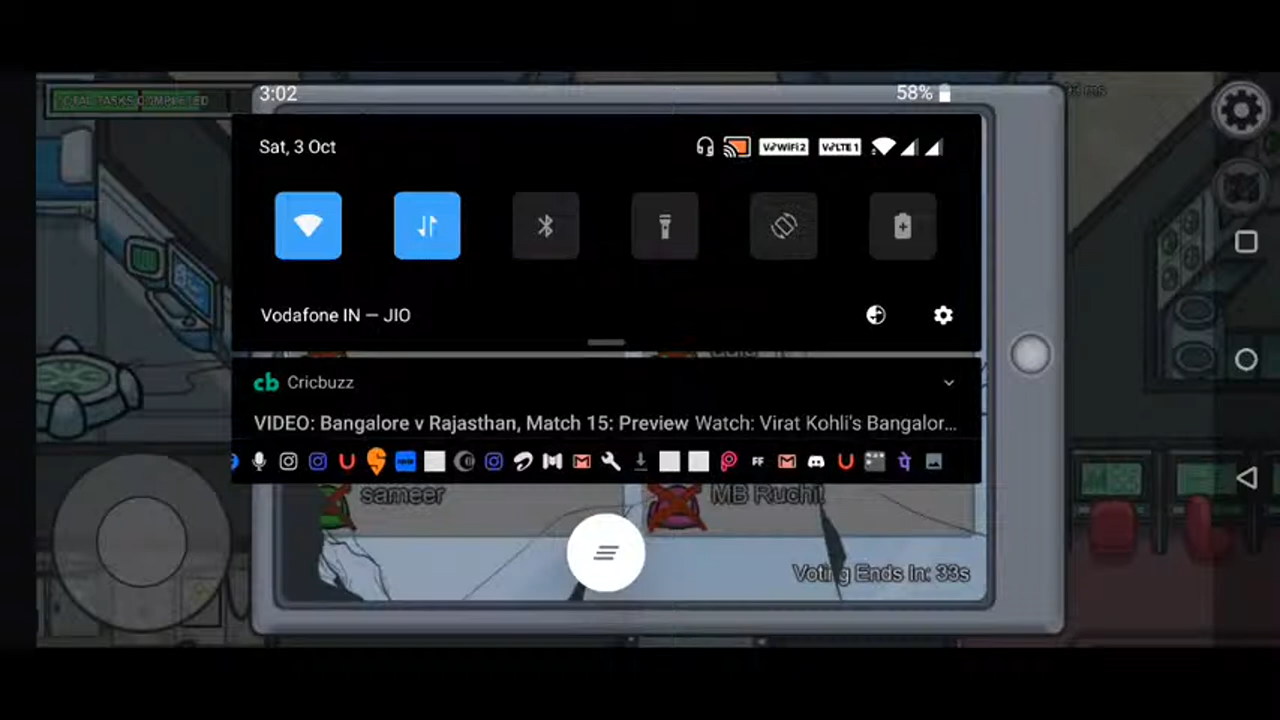 3:02
58%
TOTAL TASKS COMPLETED
Sat, 3 Oct
VoWiFi2
VoLTE1
Vodafone IN — JIO
Cricbuzz
VIDEO: Bangalore v Rajasthan, Match 15: Preview Watch: Virat Kohli's Bangalor...
sameer
MB Ruchit
Voting Ends In: 33s